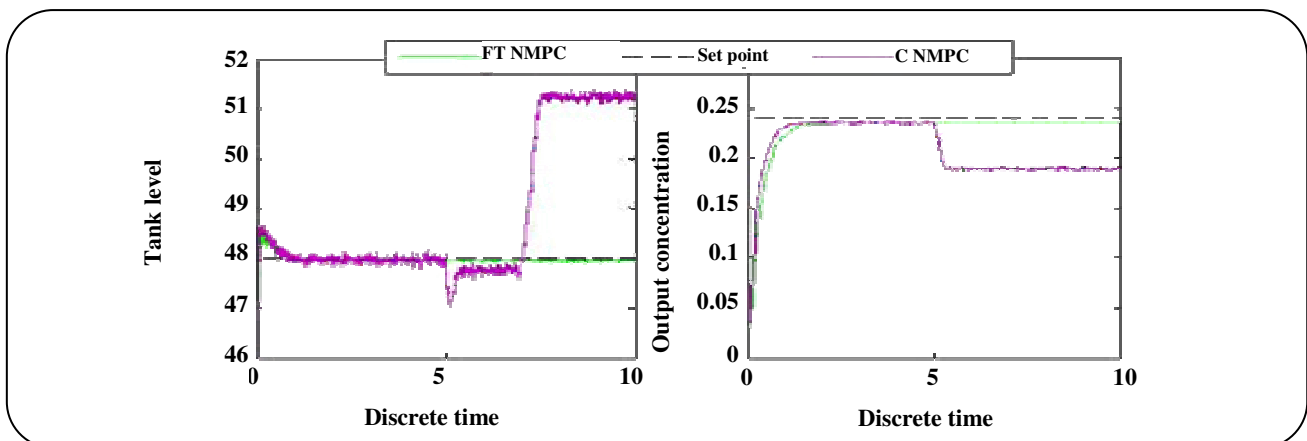 FT NMPC Set point C NMPC
Tank level
52
51
50
49
48
47
46
0 5 10
Discrete time
Output concentration
0.25
0.2
0.15
0.1
0.05
0
0 5 10
Discrete time